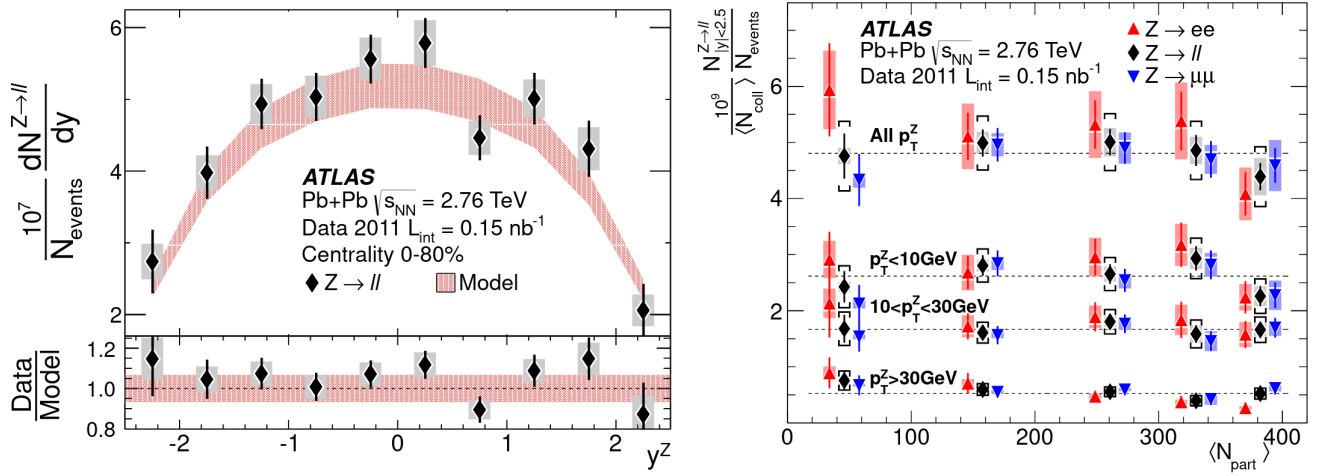 6
4
2
10^7
N_events
dN^{Z→ll}
dy
ATLAS
Pb+Pb √s_NN = 2.76 TeV
Data 2011 L_int = 0.15 nb^-1
Centrality 0-80%
Z → ll
Model
Data
Model
1.2
1.0
0.8
-2 -1 0 1 2
y^Z
10^9
⟨N_coll⟩
N^{Z→ll}_{|y|<2.5}
N_events
8
6
4
2
ATLAS
Pb+Pb √s_NN = 2.76 TeV
Data 2011 L_int = 0.15 nb^-1
Z → ee
Z → ll
Z → μμ
All p_T^Z
p_T^Z<10GeV
10<p_T^Z<30GeV
p_T^Z>30GeV
0 100 200 300 400
⟨N_part⟩